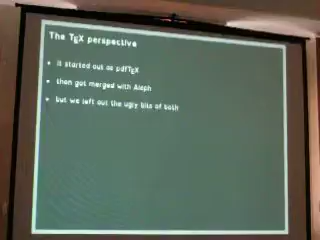 The TEX perspective
• it started out as pdfTEX
• then got merged with Aleph
• but we left out the ugly bits of both